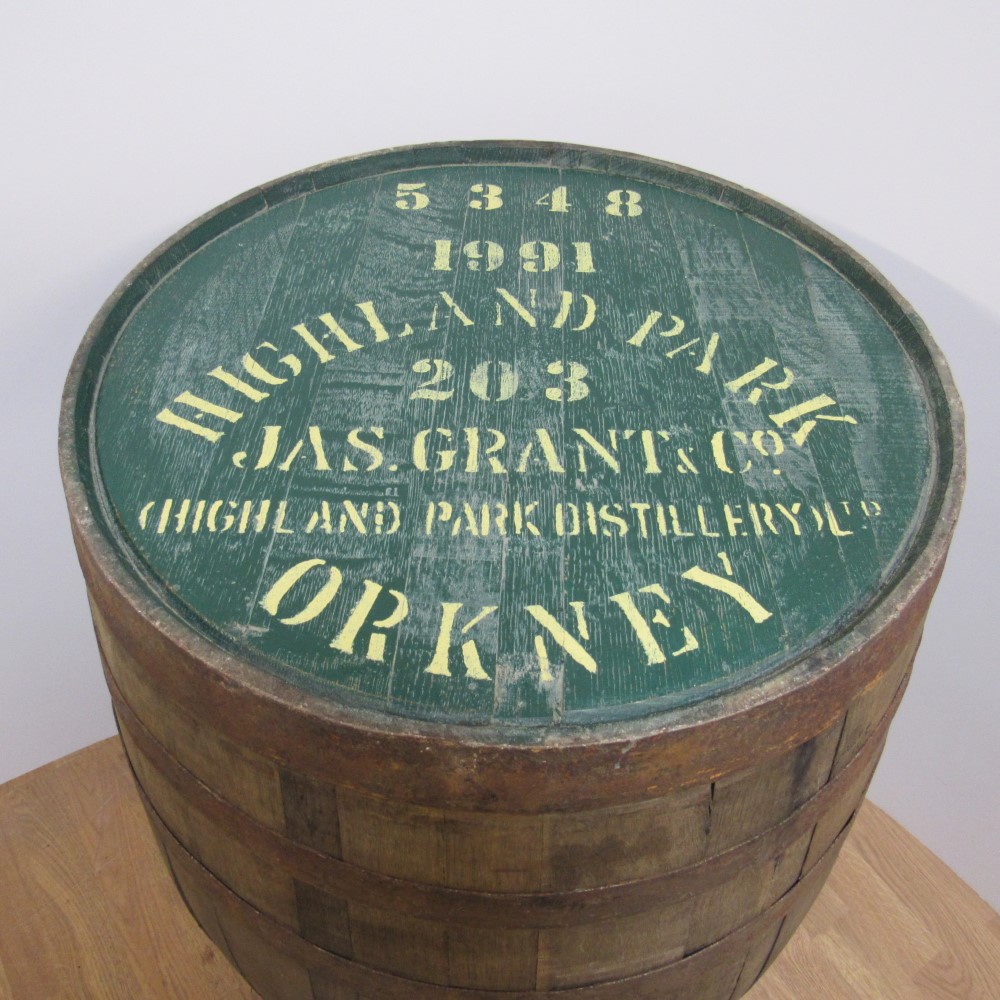 5348
1991
HIGHLAND PARK
203
JAS. GRANT & Co.
(HIGHLAND PARK DISTILLERY) LTD
ORKNEY